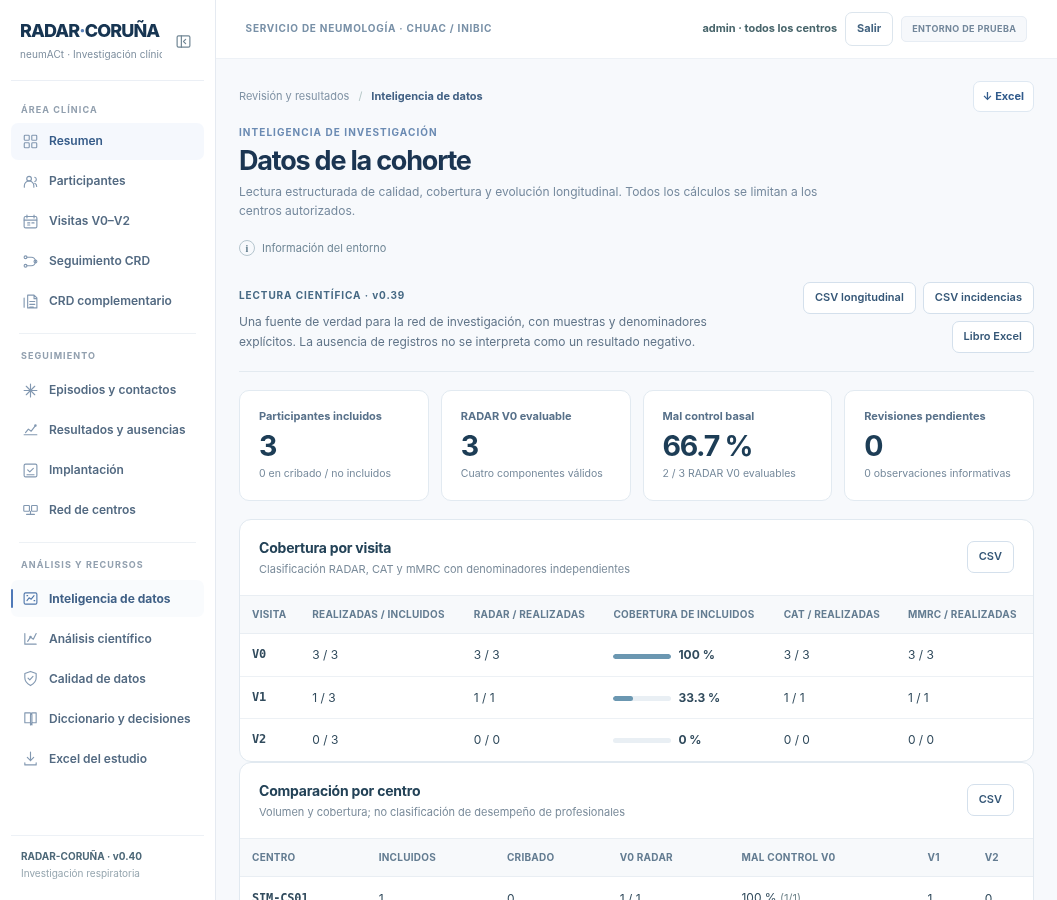 RADAR·CORUÑA
neumACt · Investigación clínic
ÁREA CLÍNICA
Resumen
Participantes
Visitas V0–V2
Seguimiento CRD
CRD complementario
SEGUIMIENTO
Episodios y contactos
Resultados y ausencias
Implantación
Red de centros
ANÁLISIS Y RECURSOS
Inteligencia de datos
Análisis científico
Calidad de datos
Diccionario y decisiones
Excel del estudio
RADAR-CORUÑA · v0.40
Investigación respiratoria
SERVICIO DE NEUMOLOGÍA · CHUAC / INIBIC
admin · todos los centros
Salir
ENTORNO DE PRUEBA
Revisión y resultados / Inteligencia de datos
↓ Excel
INTELIGENCIA DE INVESTIGACIÓN
Datos de la cohorte
Lectura estructurada de calidad, cobertura y evolución longitudinal. Todos los cálculos se limitan a los
centros autorizados.
i Información del entorno
LECTURA CIENTÍFICA · v0.39
Una fuente de verdad para la red de investigación, con muestras y denominadores
explícitos. La ausencia de registros no se interpreta como un resultado negativo.
CSV longitudinal
CSV incidencias
Libro Excel
Participantes incluidos
3
0 en cribado / no incluidos
RADAR V0 evaluable
3
Cuatro componentes válidos
Mal control basal
66.7 %
2 / 3 RADAR V0 evaluables
Revisiones pendientes
0
0 observaciones informativas
Cobertura por visita
Clasificación RADAR, CAT y mMRC con denominadores independientes
CSV
VISITA REALIZADAS / INCLUIDOS RADAR / REALIZADAS COBERTURA DE INCLUIDOS CAT / REALIZADAS MMRC / REALIZADAS
V0 3 / 3 3 / 3 100 % 3 / 3 3 / 3
V1 1 / 3 1 / 1 33.3 % 1 / 1 1 / 1
V2 0 / 3 0 / 0 0 % 0 / 0 0 / 0
Comparación por centro
Volumen y cobertura; no clasificación de desempeño de profesionales
CSV
CENTRO INCLUIDOS CRIBADO V0 RADAR MAL CONTROL V0 V1 V2
SIM-CS01 1 0 1 / 1 100 % (1/1) 1 0